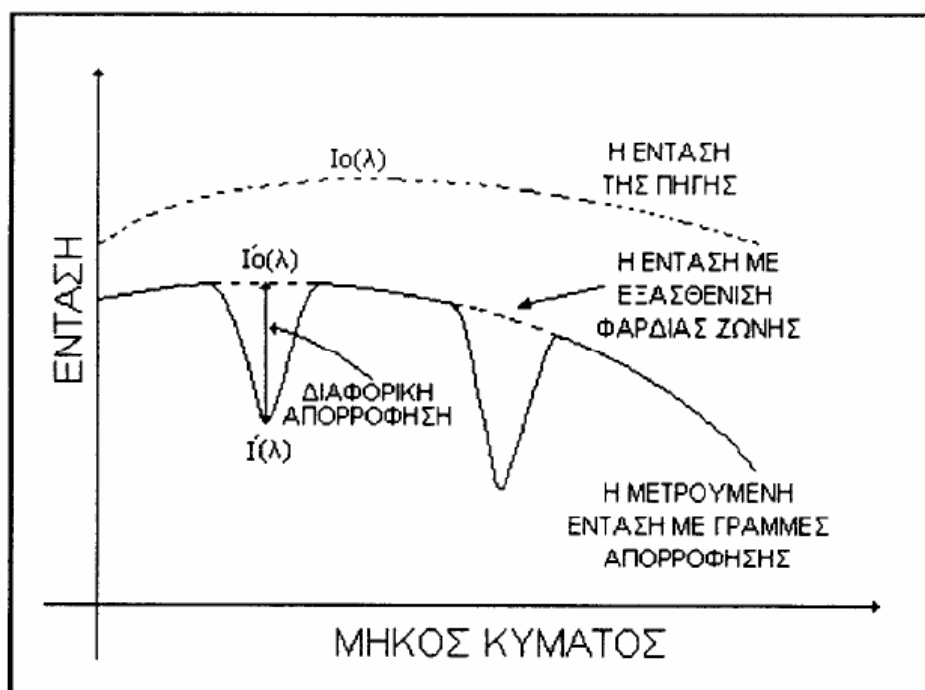 Io(λ)
Η ΕΝΤΑΣΗ
ΤΗΣ ΠΗΓΗΣ
I΄o(λ)
Η ΕΝΤΑΣΗ ΜΕ
ΕΞΑΣΘΕΝΙΣΗ
ΦΑΡΔΙΑΣ ΖΩΝΗΣ
ΕΝΤΑΣΗ
ΔΙΑΦΟΡΙΚΗ
ΑΠΟΡΡΟΦΗΣΗ
I΄(λ)
Η ΜΕΤΡΟΥΜΕΝΗ
ΕΝΤΑΣΗ ΜΕ ΓΡΑΜΜΕΣ
ΑΠΟΡΡΟΦΗΣΗΣ
ΜΗΚΟΣ ΚΥΜΑΤΟΣ